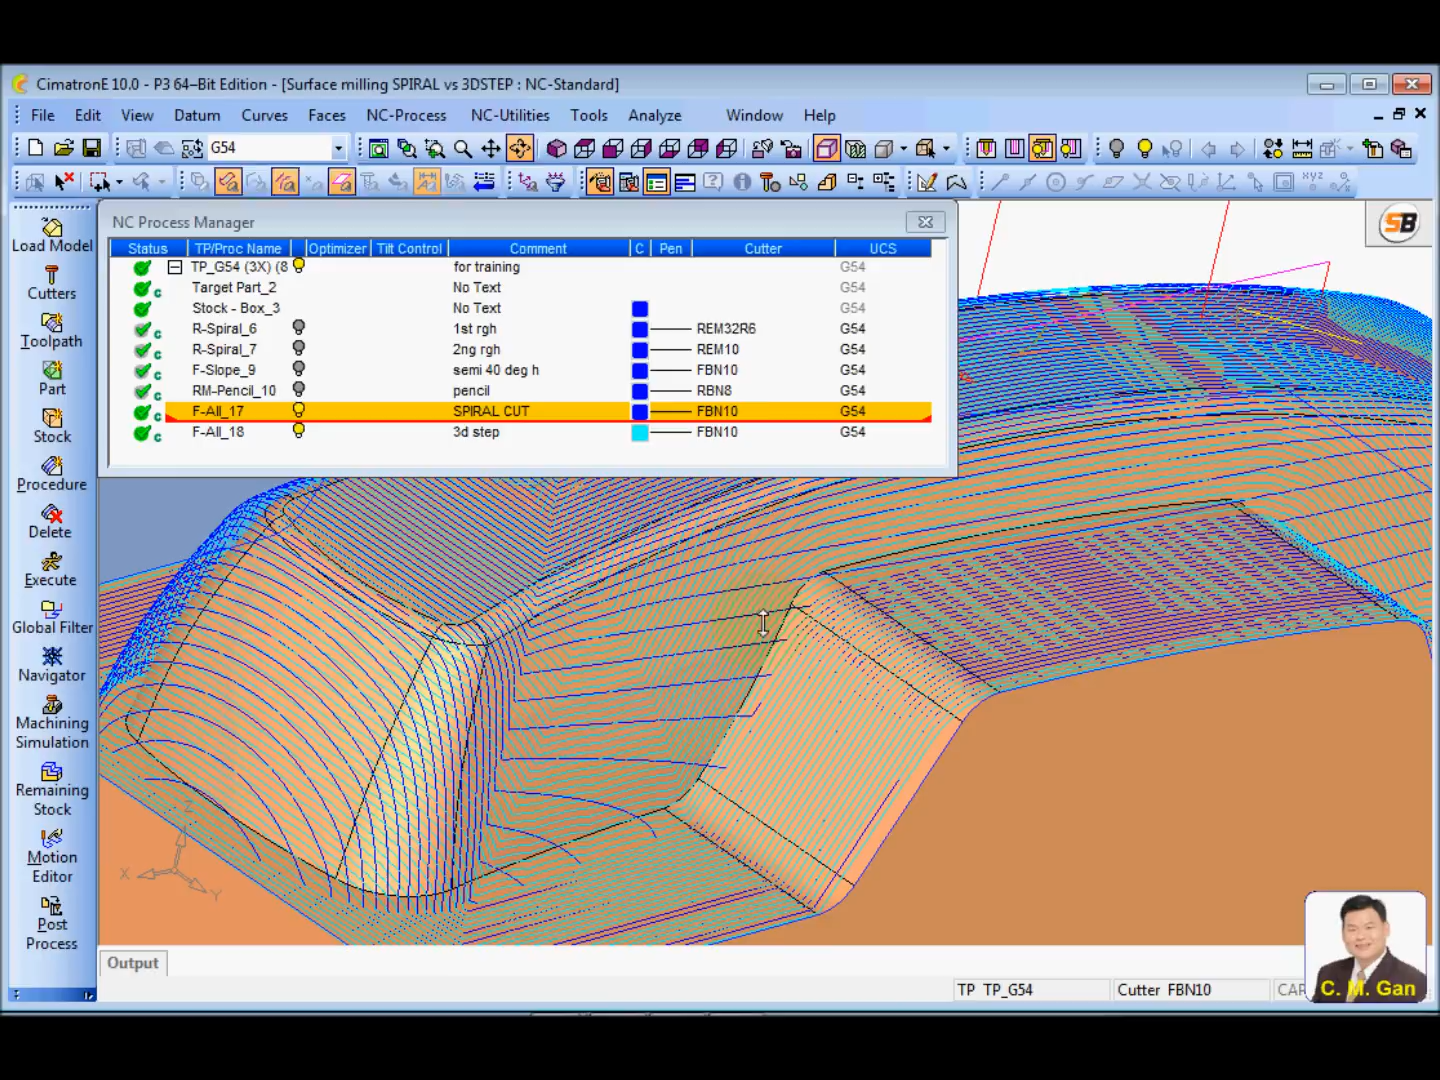 CimatronE 10.0 - P3 64–Bit Edition - [Surface milling SPIRAL vs 3DSTEP : NC-Standard]
File Edit View Datum Curves Faces NC-Process NC-Utilities Tools Analyze Window Help
G54
XYZ
NC Process Manager
Status TP/Proc Name Optimizer Tilt Control Comment C Pen Cutter UCS
TP_G54 (3X) (8 for training G54
c Target Part_2 No Text G54
Stock - Box_3 No Text G54
c R-Spiral_6 1st rgh REM32R6 G54
c R-Spiral_7 2ng rgh REM10 G54
c F-Slope_9 semi 40 deg h FBN10 G54
c RM-Pencil_10 pencil RBN8 G54
c F-All_17 SPIRAL CUT FBN10 G54
c F-All_18 3d step FBN10 G54
SB
Load Model
Cutters
Toolpath
Part
Stock
Procedure
Delete
Execute
Global Filter
Navigator
Machining
Simulation
Remaining
Stock
Motion
Editor
Post
Process
Z
X
Y
Output
TP TP_G54 Cutter FBN10 CAP
C. M. Gan